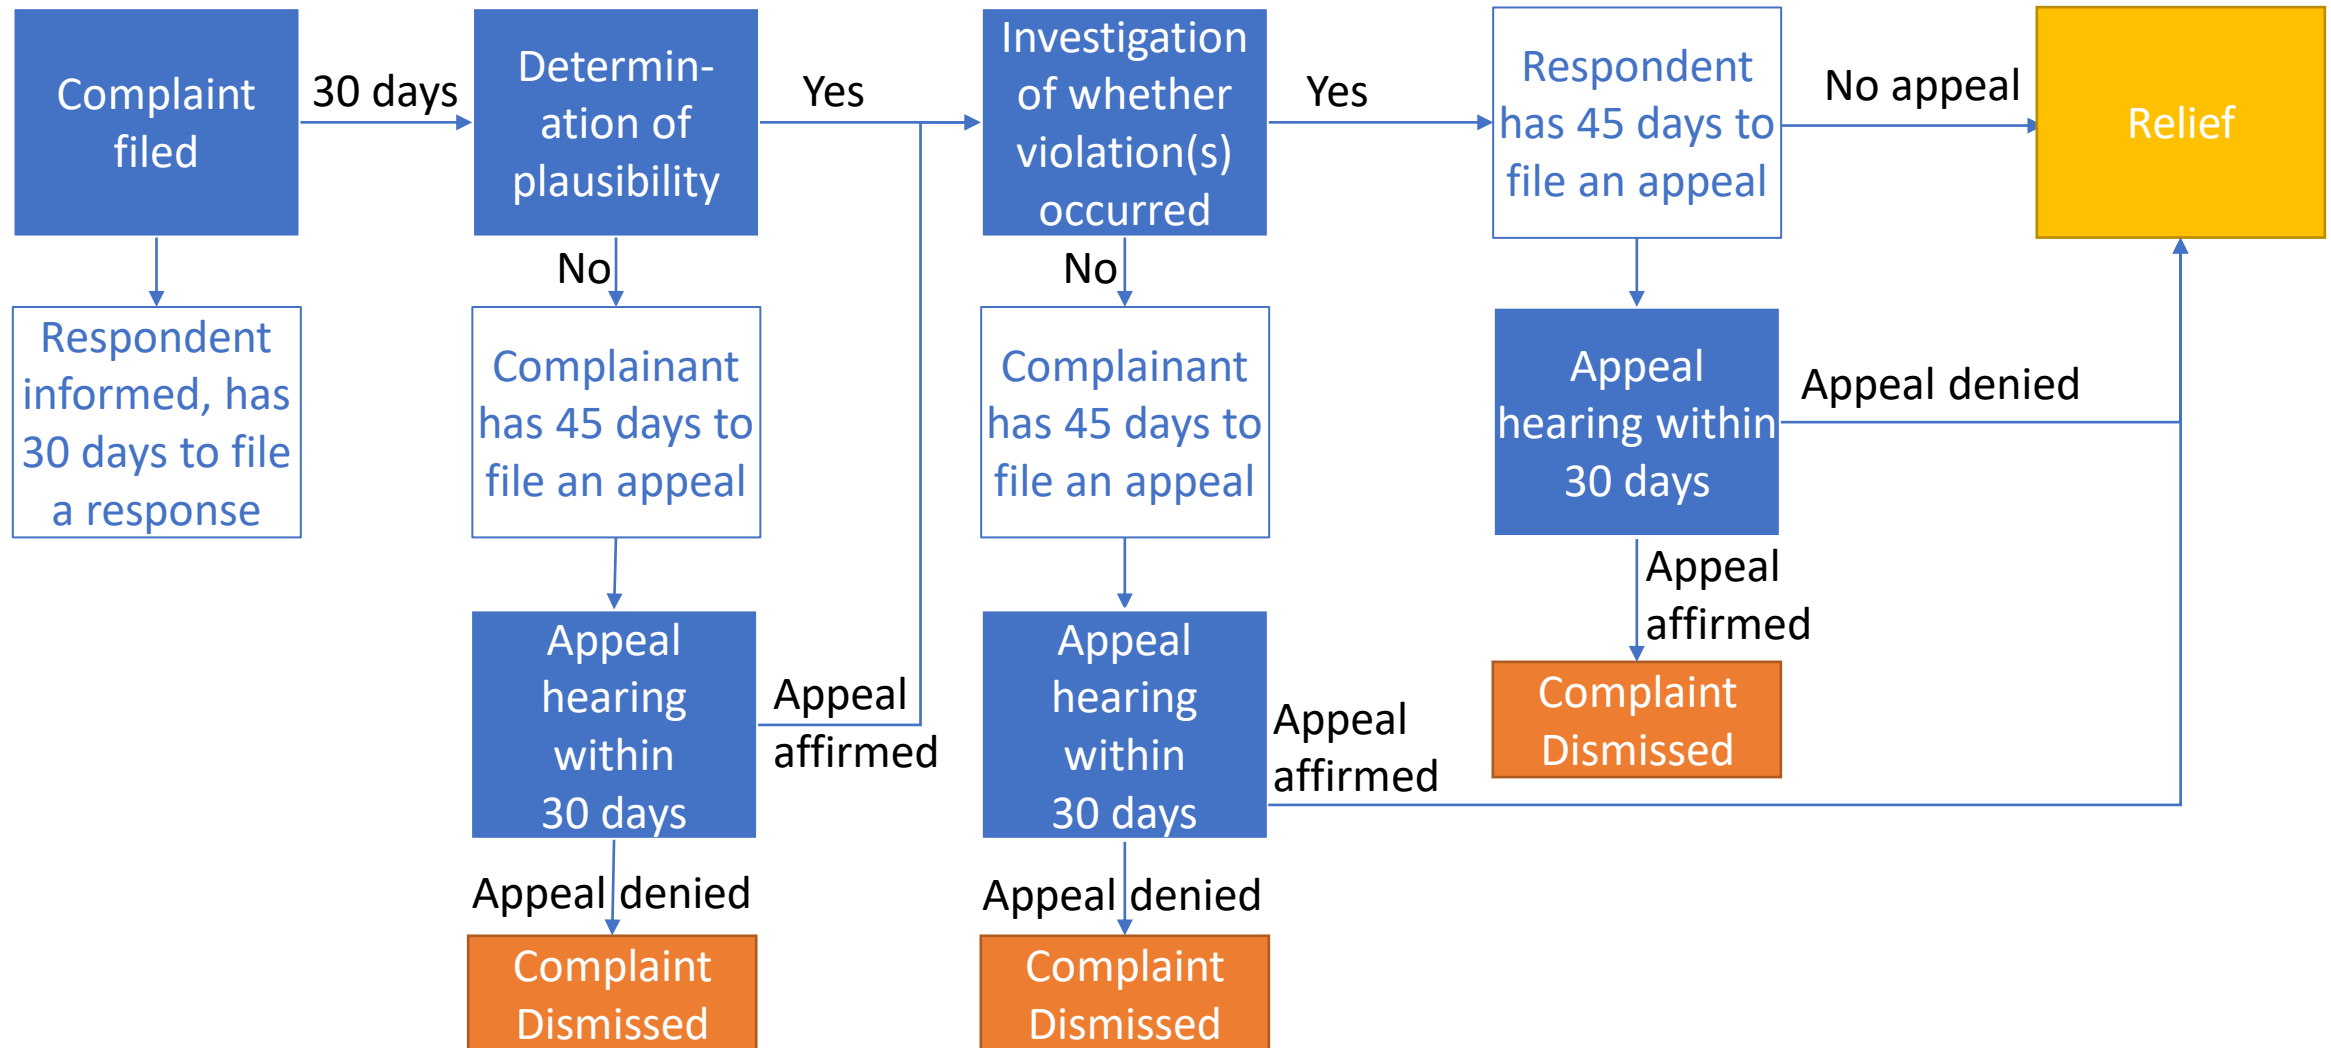 Complaint
filed
30 days
Determin-
ation of
plausibility
Yes
Investigation
of whether
violation(s)
occurred
Yes
Respondent
has 45 days to
file an appeal
No appeal
Relief
No
No
Respondent
informed, has
30 days to file
a response
Complainant
has 45 days to
file an appeal
Complainant
has 45 days to
file an appeal
Appeal
hearing within
30 days
Appeal denied
Appeal
affirmed
Appeal
hearing
within
30 days
Appeal
affirmed
Appeal
hearing
within
30 days
Appeal
affirmed
Complaint
Dismissed
Appeal denied
Appeal denied
Complaint
Dismissed
Complaint
Dismissed